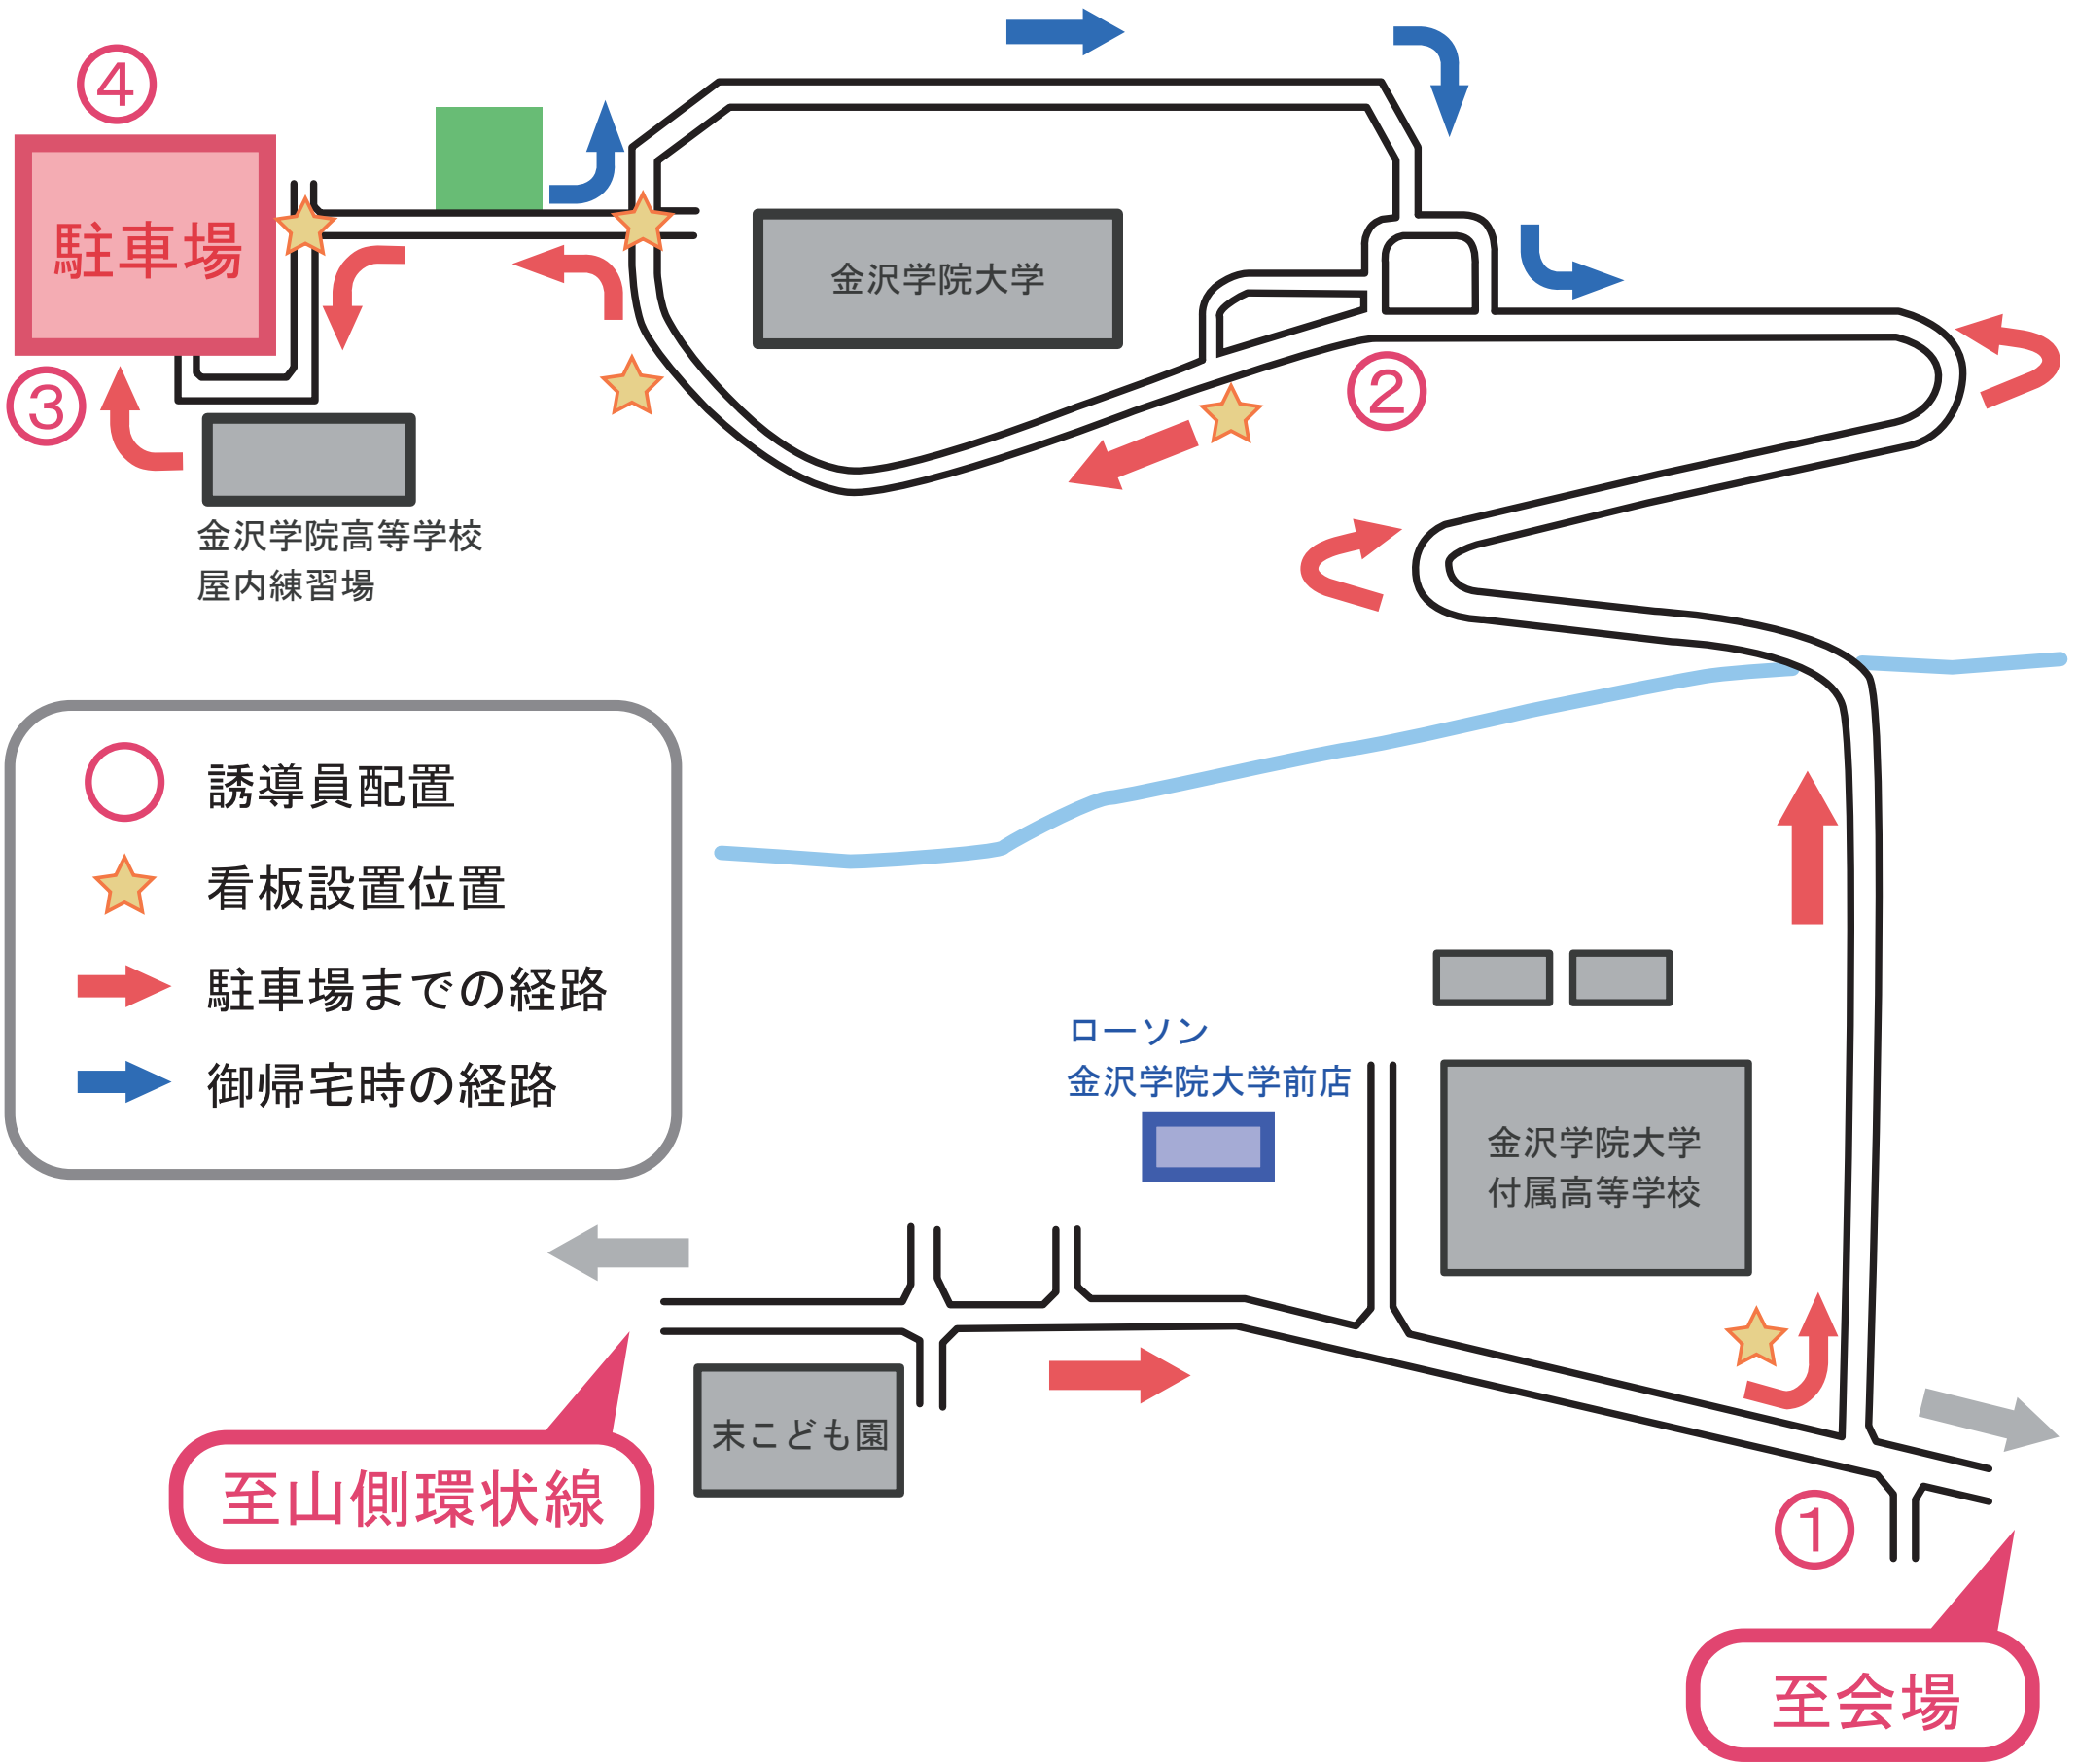 ④
駐車場
③
金沢学院大学
②
金沢学院高等学校
屋内練習場
誘導員配置
看板設置位置
駐車場までの経路
御帰宅時の経路
ローソン
金沢学院大学前店
金沢学院大学
付属高等学校
末こども園
至山側環状線
①
至会場